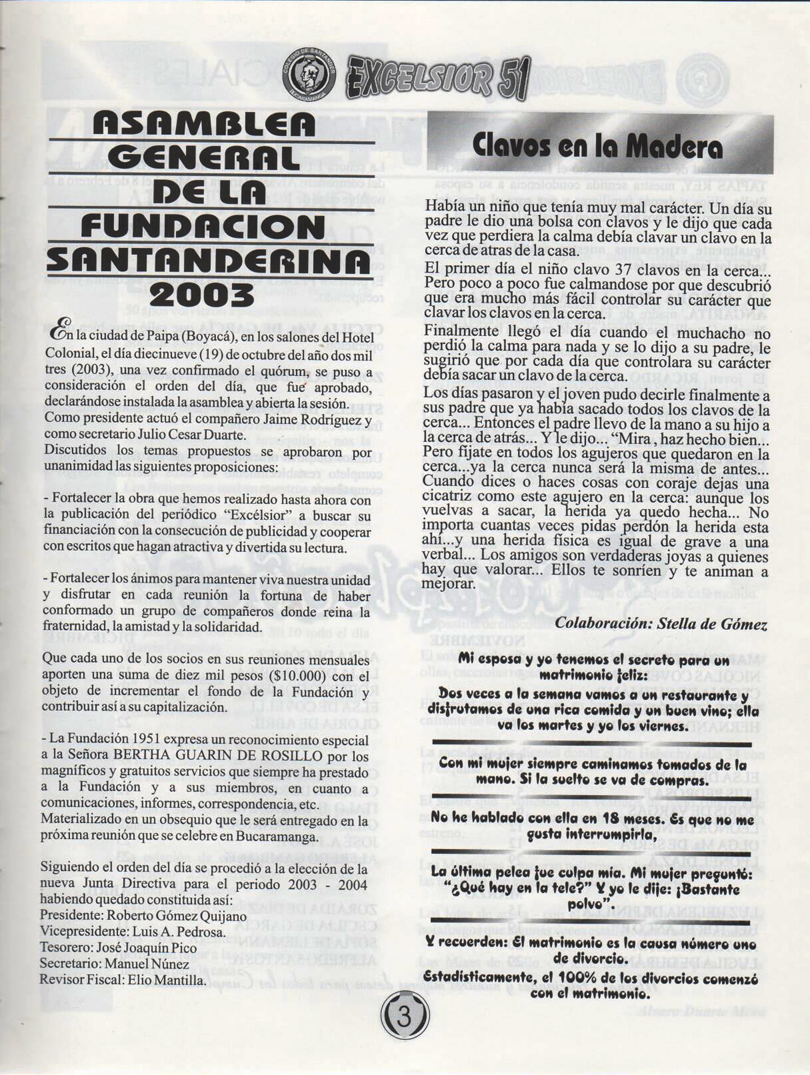 COLEGIO DE SANTANDER
BUCARAMANGA
EXCELSIOR 51
ASAMBLEA
GENERAL
DE LA
FUNDACION
SANTANDERINA
2003
En la ciudad de Paipa (Boyacá), en los salones del Hotel
Colonial, el día diecinueve (19) de octubre del año dos mil
tres (2003), una vez confirmado el quórum, se puso a
consideración el orden del día, que fué aprobado,
declarándose instalada la asamblea y abierta la sesión.
Como presidente actuó el compañero Jaime Rodríguez y
como secretario Julio Cesar Duarte.
Discutidos los temas propuestos se aprobaron por
unanimidad las siguientes proposiciones:
- Fortalecer la obra que hemos realizado hasta ahora con
la publicación del periódico “Excélsior” a buscar su
financiación con la consecución de publicidad y cooperar
con escritos que hagan atractiva y divertida su lectura.
- Fortalecer los ánimos para mantener viva nuestra unidad
y disfrutar en cada reunión la fortuna de haber
conformado un grupo de compañeros donde reina la
fraternidad, la amistad y la solidaridad.
Que cada uno de los socios en sus reuniones mensuales
aporten una suma de diez mil pesos ($10.000) con el
objeto de incrementar el fondo de la Fundación y
contribuir así a su capitalización.
- La Fundación 1951 expresa un reconocimiento especial
a la Señora BERTHA GUARIN DE ROSILLO por los
magníficos y gratuitos servicios que siempre ha prestado
a la Fundación y a sus miembros, en cuanto a
comunicaciones, informes, correspondencia, etc.
Materializado en un obsequio que le será entregado en la
próxima reunión que se celebre en Bucaramanga.
Siguiendo el orden del día se procedió a la elección de la
nueva Junta Directiva para el periodo 2003 - 2004
habiendo quedado constituida así:
Presidente: Roberto Gómez Quijano
Vicepresidente: Luis A. Pedrosa.
Tesorero: José Joaquín Pico
Secretario: Manuel Núnez
Revisor Fiscal: Elio Mantilla.
Clavos en la Madera
Había un niño que tenía muy mal carácter. Un día su
padre le dio una bolsa con clavos y le dijo que cada
vez que perdiera la calma debía clavar un clavo en la
cerca de atras de la casa.
El primer día el niño clavo 37 clavos en la cerca...
Pero poco a poco fue calmandose por que descubrió
que era mucho más fácil controlar su carácter que
clavar los clavos en la cerca.
Finalmente llegó el día cuando el muchacho no
perdió la calma para nada y se lo dijo a su padre, le
sugirió que por cada día que controlara su carácter
debía sacar un clavo de la cerca.
Los días pasaron y el joven pudo decirle finalmente a
sus padre que ya había sacado todos los clavos de la
cerca... Entonces el padre llevo de la mano a su hijo a
la cerca de atrás... Y le dijo... “Mira, haz hecho bien...
Pero fijate en todos los agujeros que quedaron en la
cerca...ya la cerca nunca será la misma de antes...
Cuando dices o haces cosas con coraje dejas una
cicatriz como este agujero en la cerca: aunque los
vuelvas a sacar, la herida ya quedo hecha... No
importa cuantas veces pidas perdón la herida esta
ahí...y una herida física es igual de grave a una
verbal... Los amigos son verdaderas joyas a quienes
hay que valorar... Ellos te sonríen y te animan a
mejorar.
Colaboración: Stella de Gómez
Mi esposa y yo tenemos el secreto para un
matrimonio feliz:
Dos veces a la semana vamos a un restaurante y
disfrutamos de una rica comida y un buen vino; ella
va los martes y yo los viernes.
Con mi mujer siempre caminamos tomados de la
mano. Si la suelto se va de compras.
No he hablado con ella en 18 meses. Es que no me
gusta interrumpirla,
La última pelea fue culpa mía. Mi mujer preguntó:
“¿Qué hay en la tele?” Y yo le dije: ¡Bastante
polvo”.
Y recuerden: El matrimonio es la causa número uno
de divorcio.
Estadísticamente, el 100% de los divorcios comenzó
con el matrimonio.
3